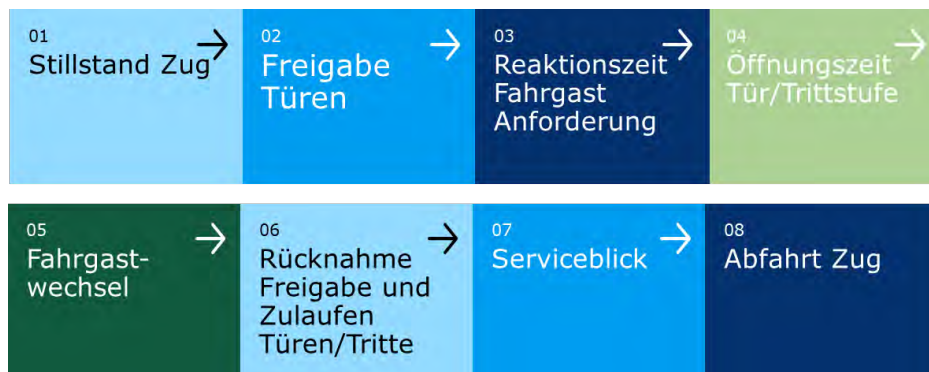 01
Stillstand Zug
02
Freigabe
Türen
03
Reaktionszeit
Fahrgast
Anforderung
04
Öffnungszeit
Tür/Trittstufe
05
Fahrgast-
wechsel
06
Rücknahme
Freigabe und
Zulaufen
Türen/Tritte
07
Serviceblick
08
Abfahrt Zug